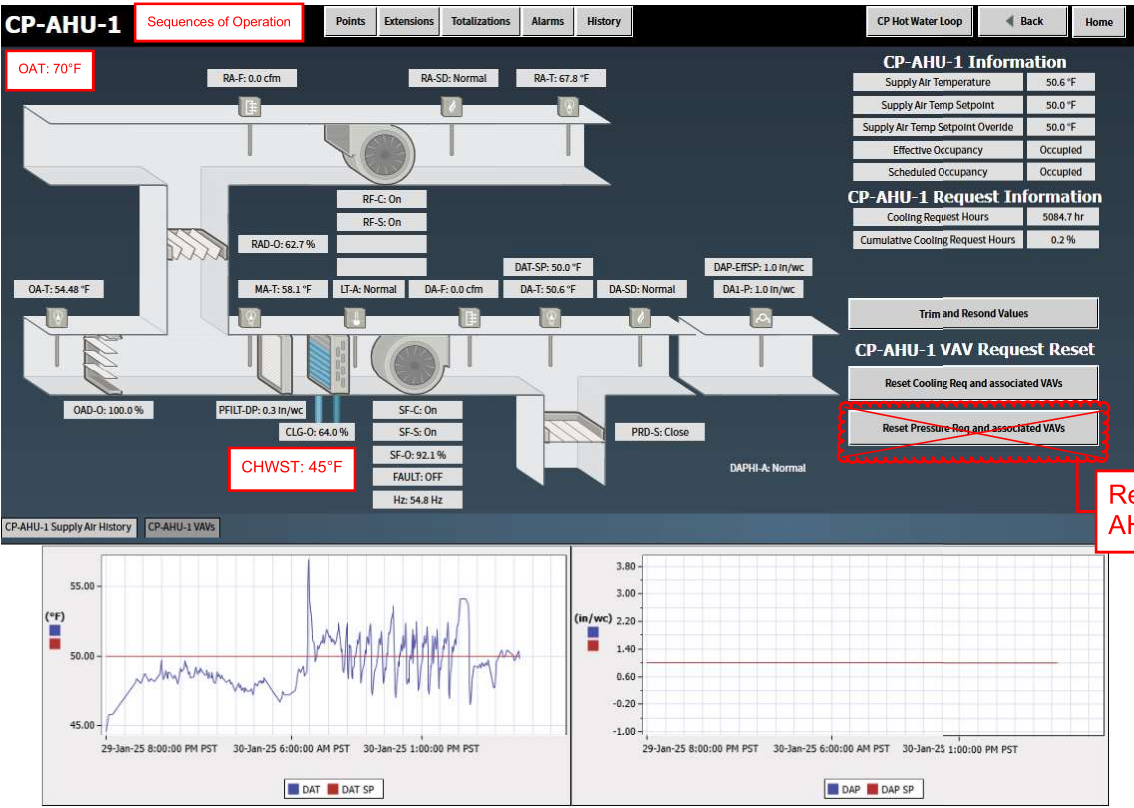 CP-AHU-1
Sequences of Operation
Points
Extensions
Totalizations
Alarms
History
CP Hot Water Loop
Back
Home
OAT: 70°F
RA-F: 0.0 cfm
RA-SD: Normal
RA-T: 67.8 °F
CP-AHU-1 Information
Supply Air Temperature 50.6 °F
Supply Air Temp Setpoint 50.0 °F
Supply Air Temp Setpoint Overide 50.0 °F
Effective Occupancy Occupied
Scheduled Occupancy Occupied
CP-AHU-1 Request Information
Cooling Request Hours 5084.7 hr
Cumulative Cooling Request Hours 0.2 %
RF-C: On
RF-S: On
RAD-O: 62.7 %
DAT-SP: 50.0 °F
DAP-EffSP: 1.0 in/wc
OA-T: 54.48 °F
MA-T: 58.1 °F
LT-A: Normal
DA-F: 0.0 cfm
DA-T: 50.6 °F
DA-SD: Normal
DA1-P: 1.0 in/wc
Trim and Resond Values
CP-AHU-1 VAV Request Reset
Reset Cooling Req and associated VAVs
Reset Pressure Req and associated VAVs
OAD-O: 100.0 %
PFILT-DP: 0.3 in/wc
SF-C: On
CLG-O: 64.0 %
SF-S: On
PRD-S: Close
SF-O: 92.1 %
CHWST: 45°F
FAULT: OFF
DAPHI-A: Normal
Hz: 54.8 Hz
Re
AH
CP-AHU-1 Supply Air History
CP-AHU-1 VAVs
(°F)
55.00
50.00
45.00
29-Jan-25 8:00:00 PM PST
30-Jan-25 6:00:00 AM PST
30-Jan-25 1:00:00 PM PST
DAT
DAT SP
(in/wc)
3.80
3.00
2.20
1.40
0.60
-0.20
-1.00
29-Jan-25 8:00:00 PM PST
30-Jan-25 6:00:00 AM PST
30-Jan-25 1:00:00 PM PST
DAP
DAP SP